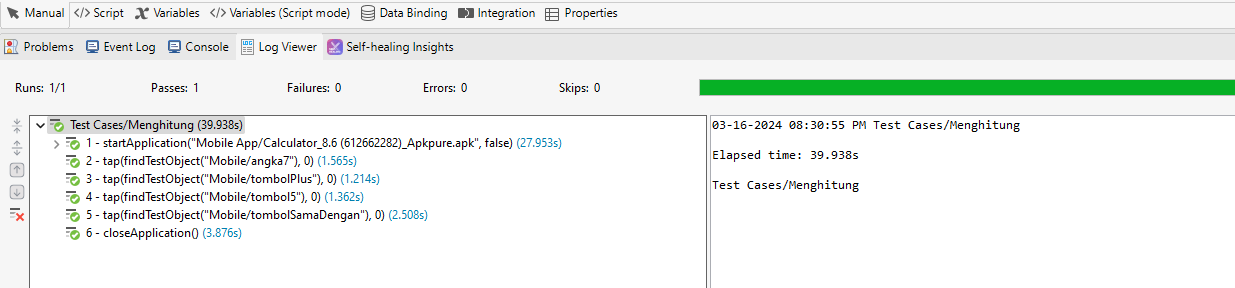 Manual </> Script Variables </> Variables (Script mode) Data Binding Integration Properties
Problems Event Log Console Log Viewer Self-healing Insights
Runs: 1/1 Passes: 1 Failures: 0 Errors: 0 Skips: 0
Test Cases/Menghitung (39.938s)
1 - startApplication("Mobile App/Calculator_8.6 (612662282)_Apkpure.apk", false) (27.953s)
2 - tap(findTestObject("Mobile/angka7"), 0) (1.565s)
3 - tap(findTestObject("Mobile/tombolPlus"), 0) (1.214s)
4 - tap(findTestObject("Mobile/tombol5"), 0) (1.362s)
5 - tap(findTestObject("Mobile/tombolSamaDengan"), 0) (2.508s)
6 - closeApplication() (3.876s)
03-16-2024 08:30:55 PM Test Cases/Menghitung
Elapsed time: 39.938s
Test Cases/Menghitung